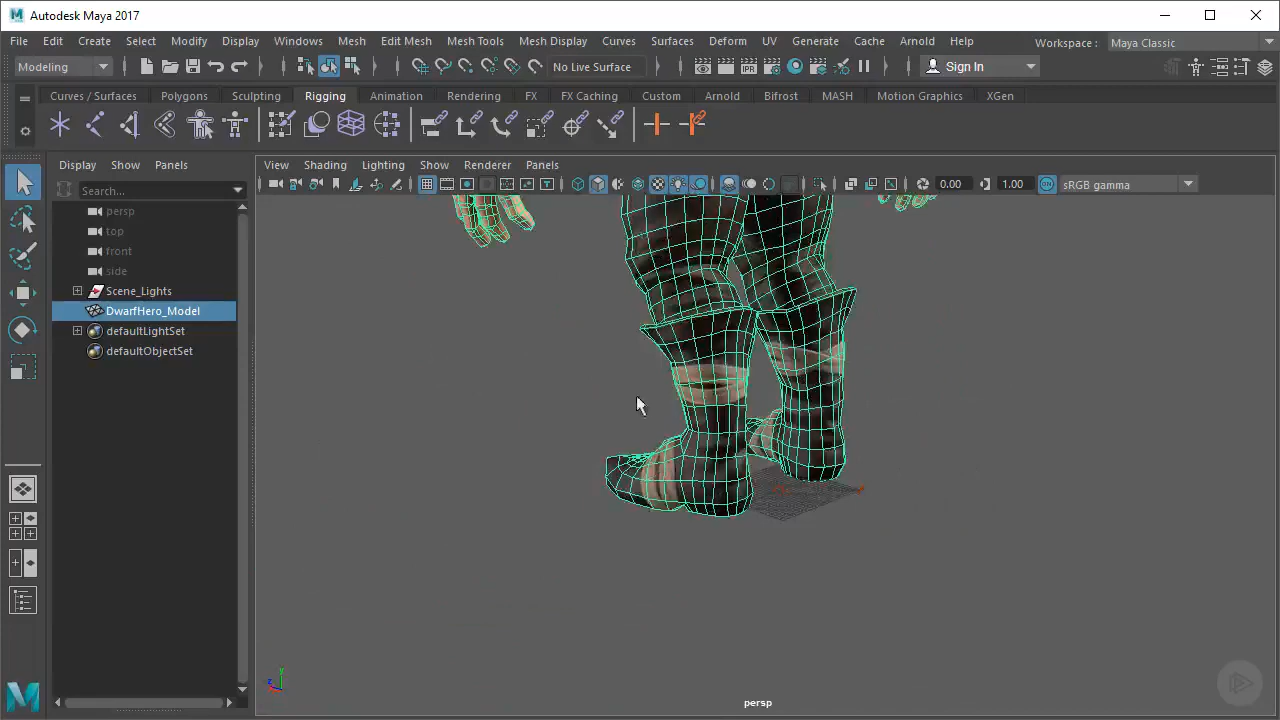 Autodesk Maya 2017
File Edit Create Select Modify Display Windows Mesh Edit Mesh Mesh Tools Mesh Display Curves Surfaces Deform UV Generate Cache Arnold Help Workspace : Maya Classic
Modeling No Live Surface Sign In
Curves / Surfaces Polygons Sculpting Rigging Animation Rendering FX FX Caching Custom Arnold Bifrost MASH Motion Graphics XGen
Display Show Panels View Shading Lighting Show Renderer Panels
Search... 0.00 1.00 ON sRGB gamma
persp
top
front
side
Scene_Lights
DwarfHero_Model
defaultLightSet
defaultObjectSet
y
z
persp